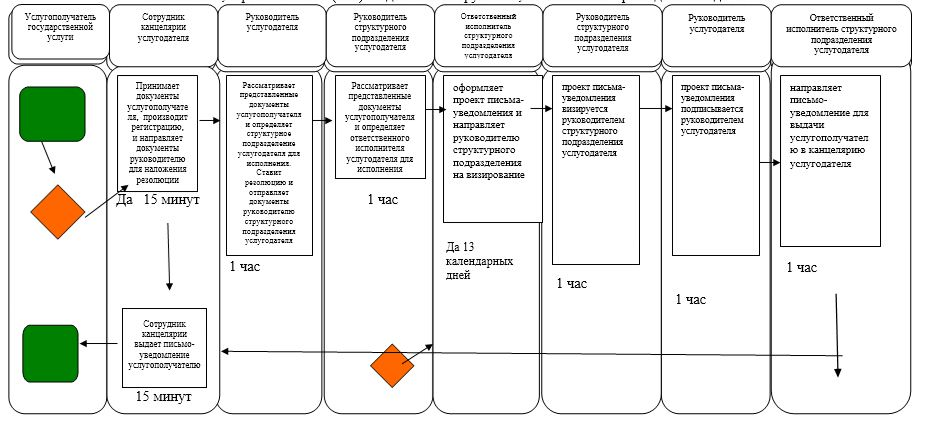 Услугополучатель
государственной
услуги
Сотрудник
канцелярии
услугодателя
Руководитель
услугодателя
Руководитель
структурного
подразделения
услугодателя
Ответственный
исполнитель
структурного
подразделения
услугодателя
Руководитель
структурного
подразделения
услугодателя
Руководитель
услугодателя
Ответственный
исполнитель структурного
подразделения
услугодателя
Принимает
документы
услугополучате
ля, производит
регистрацию,
и направляет
документы
руководителю
для наложения
резолюции
Да 15 минут
Рассматривает
представленные
документы
услугополучателя
и определяет
структурное
подразделение
услугодателя для
исполнения.
Ставит
резолюцию и
отправляет
документы
руководителю
структурного
подразделения
услугодателя
1 час
Рассматривает
представленные
документы
услугополучателя
и определяет
ответственного
исполнителя
услугодателя для
исполнения
1 час
оформляет
проект письма-
уведомления и
направляет
руководителю
структурного
подразделения
на визирование
Да 13
календарных
дней
проект письма-
уведомления
визируется
руководителем
структурного
подразделения
услугодателя
1 час
проект письма-
уведомления
подписывается
руководителем
услугодателя
1 час
направляет
письмо-
уведомление для
выдачи
услугополучател
ю в канцелярию
услугодателя
1 час
Сотрудник
канцелярии
выдает письмо-
уведомление
услугополучателю
15 минут